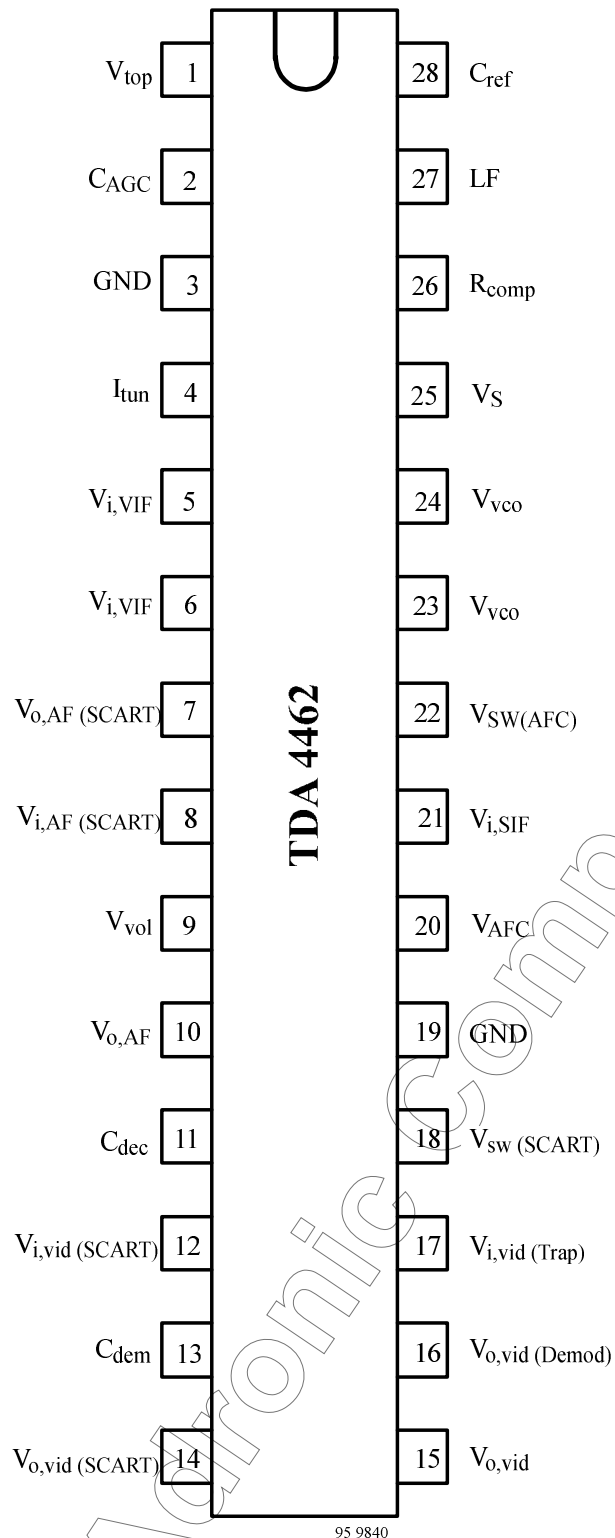 V_top 1 28 C_ref
C_AGC 2 27 LF
GND 3 26 R_comp
I_tun 4 25 V_S
V_i,VIF 5 24 V_vco
V_i,VIF 6 23 V_vco
V_o,AF (SCART) 7 22 V_SW(AFC)
V_i,AF (SCART) 8 21 V_i,SIF
V_vol 9 20 V_AFC
V_o,AF 10 19 GND
C_dec 11 18 V_sw (SCART)
V_i,vid (SCART) 12 17 V_i,vid (Trap)
C_dem 13 16 V_o,vid (Demod)
V_o,vid (SCART) 14 15 V_o,vid
TDA 4462
95 9840